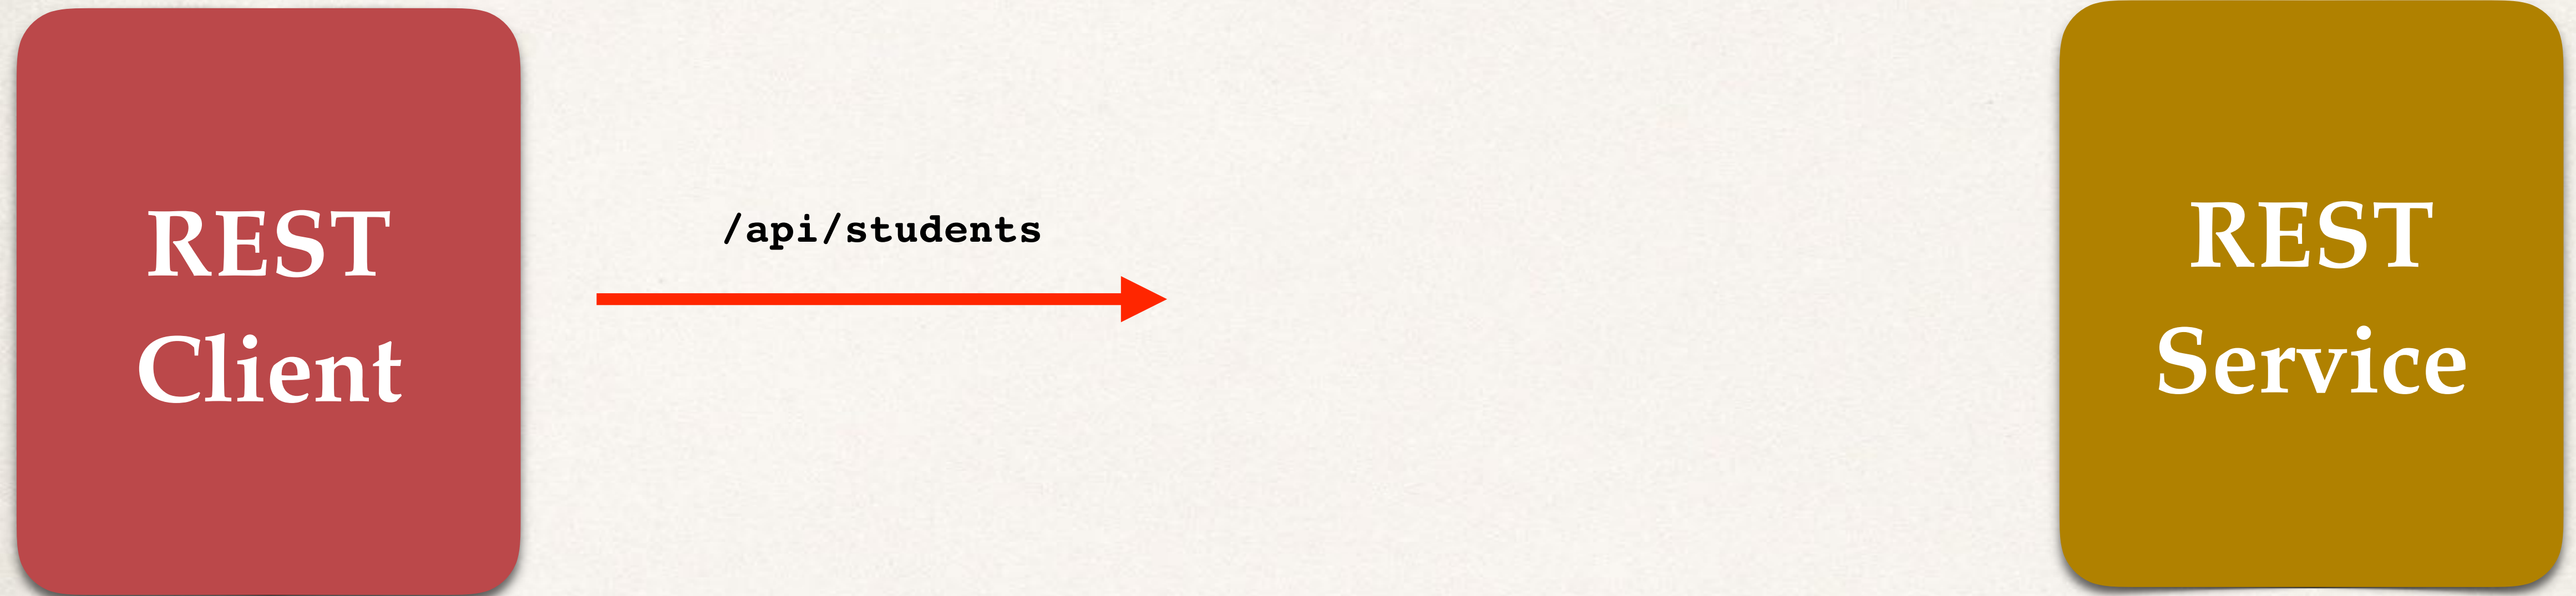 REST
Client
/api/students
REST
Service